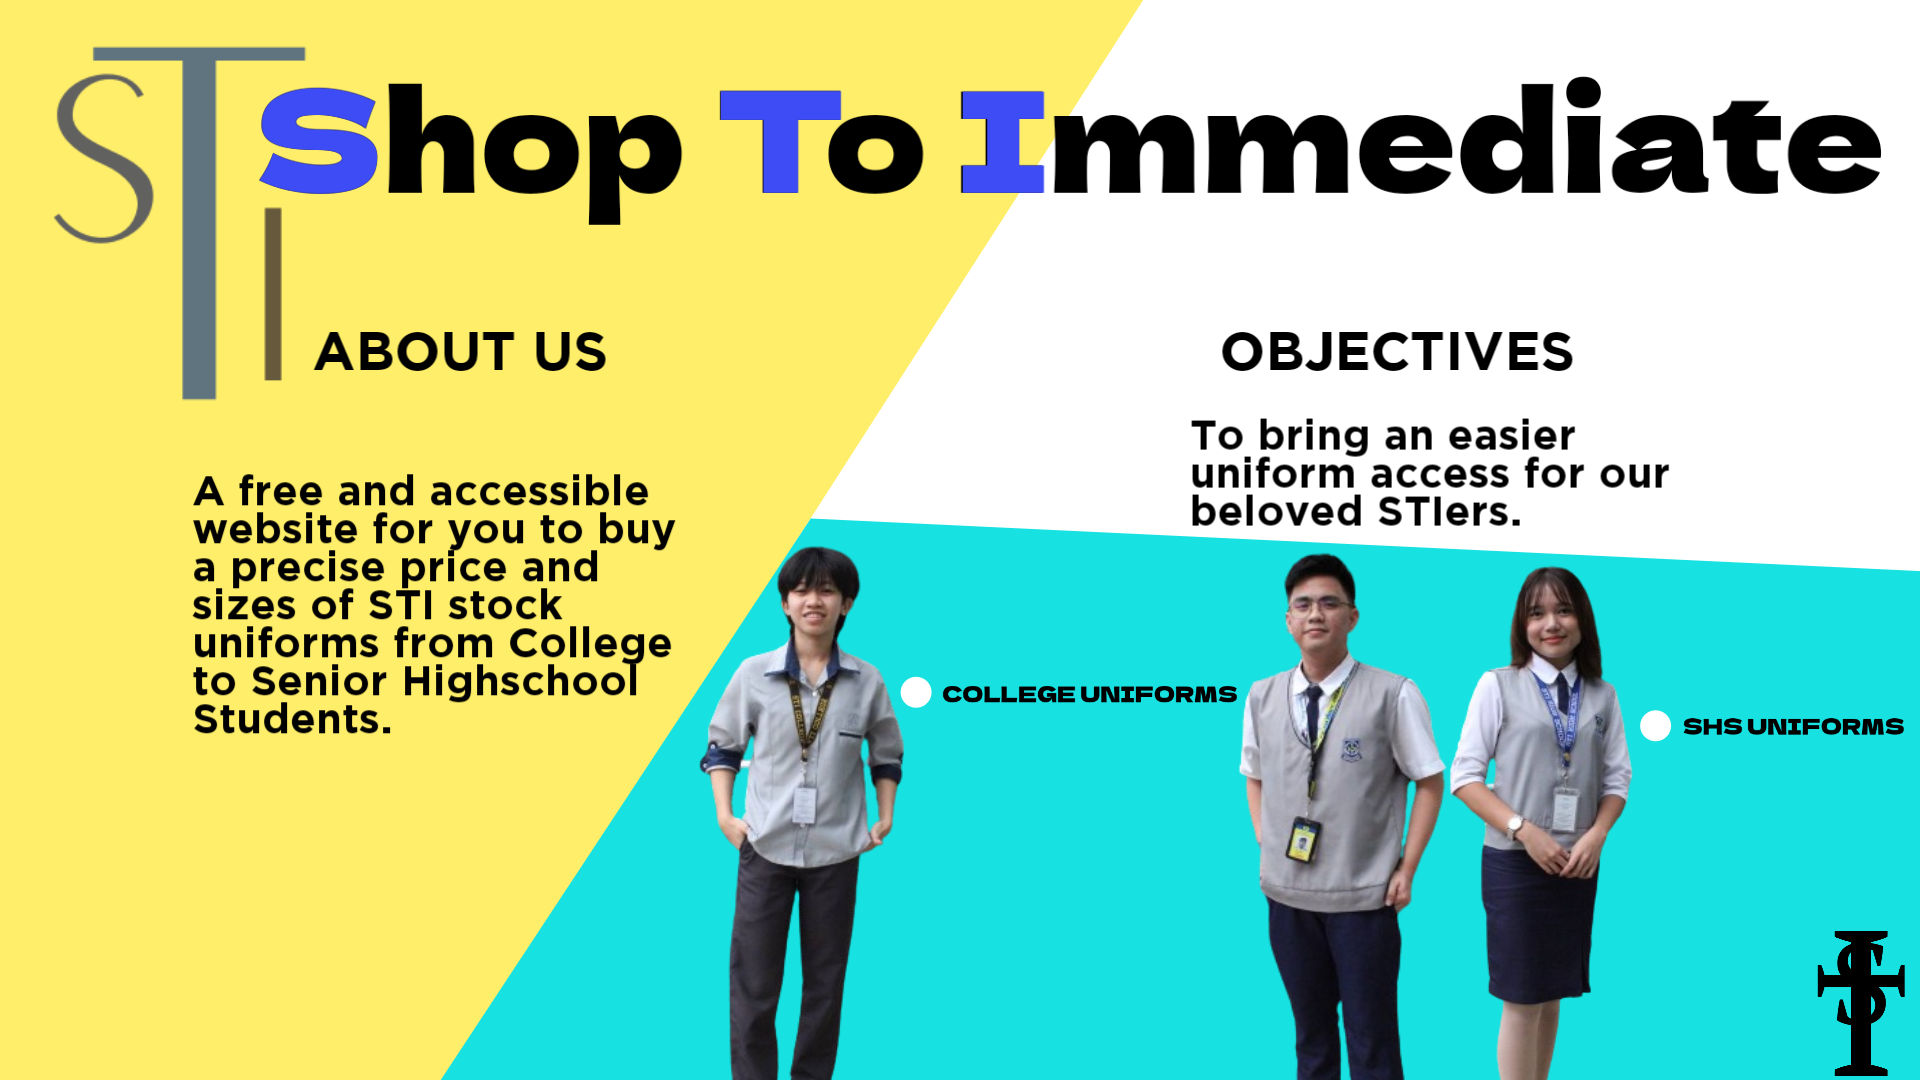 STI
Shop To Immediate
ABOUT US
A free and accessible
website for you to buy
a precise price and
sizes of STI stock
uniforms from College
to Senior Highschool
Students.
OBJECTIVES
To bring an easier
uniform access for our
beloved STIers.
COLLEGE UNIFORMS
SHS UNIFORMS
STI